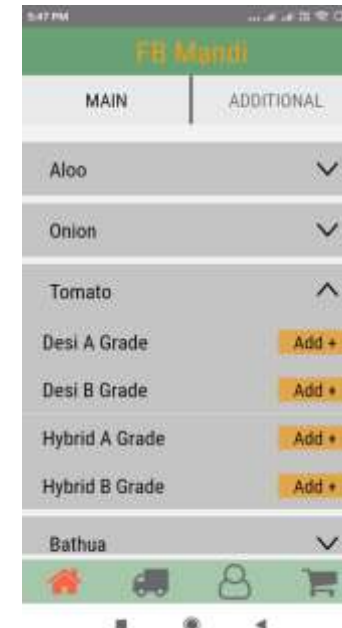 5:47 PM
FB Mandi
MAIN ADDITIONAL
Aloo
Onion
Tomato
Desi A Grade Add +
Desi B Grade Add +
Hybrid A Grade Add +
Hybrid B Grade Add +
Bathua